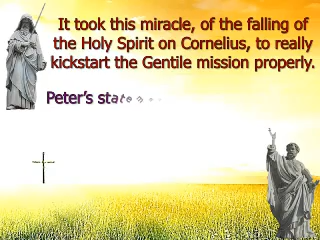 It took this miracle, of the falling of
the Holy Spirit on Cornelius, to really
kickstart the Gentile mission properly.
Peter's state